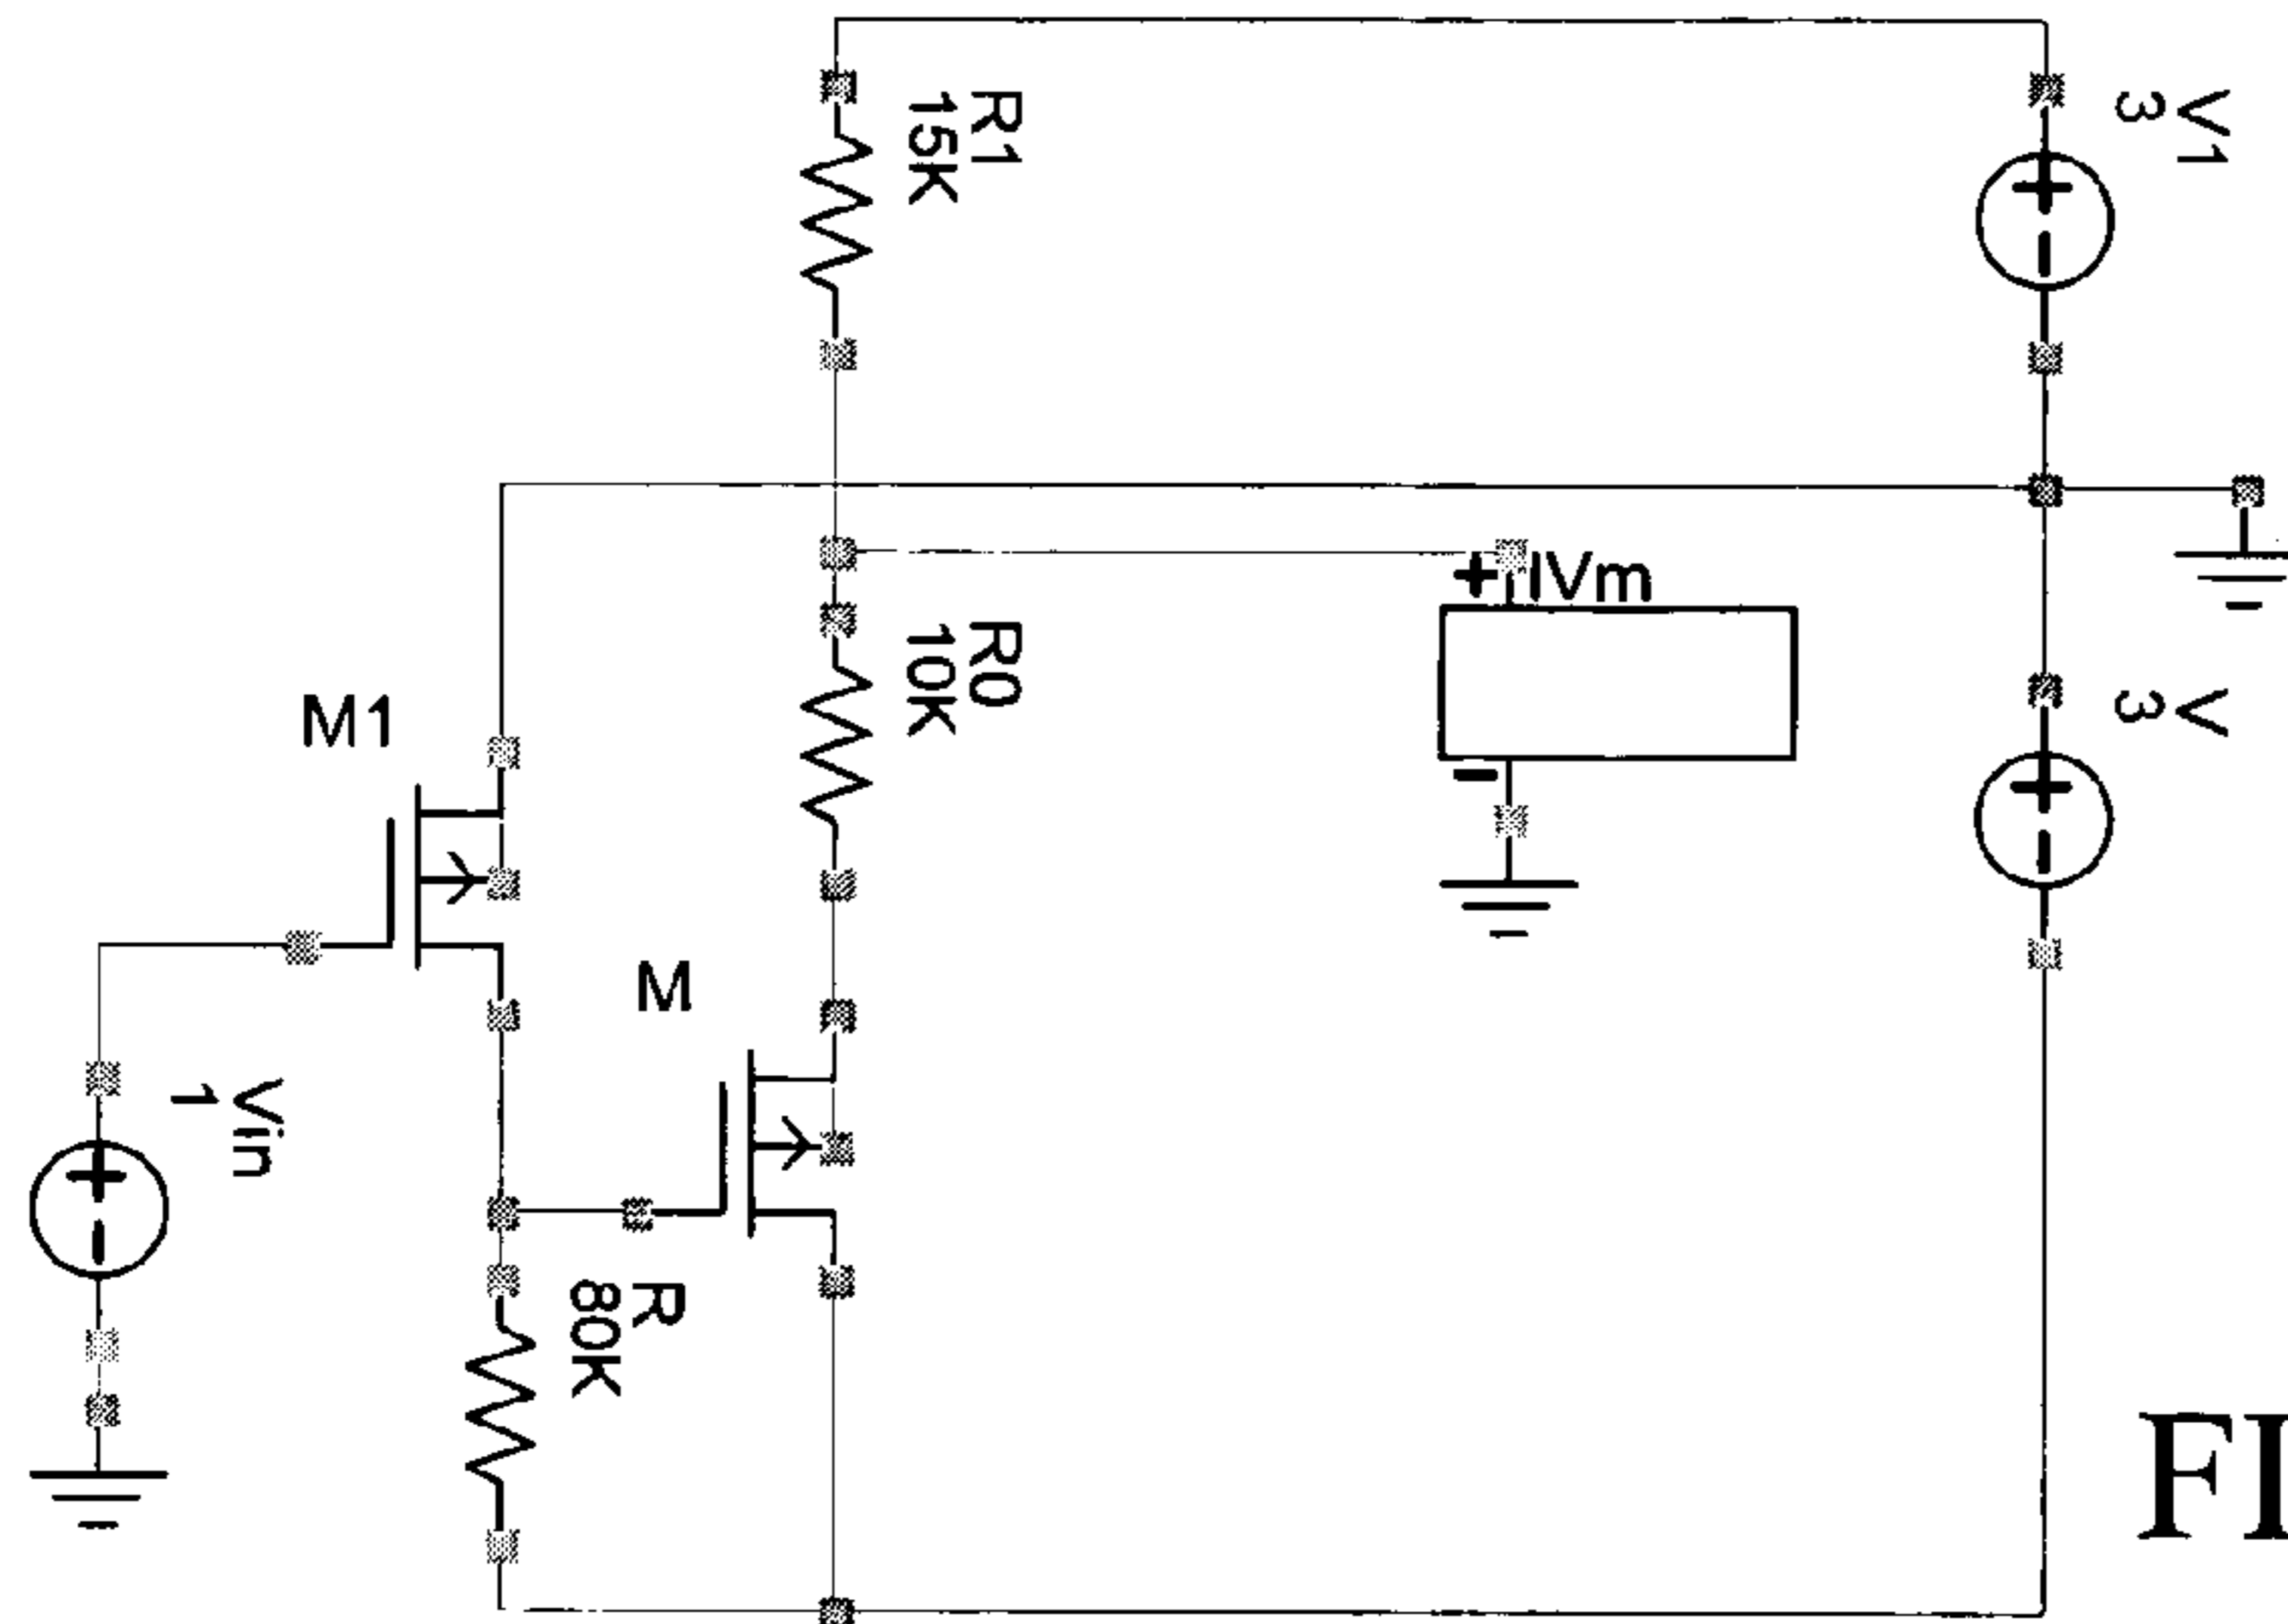 R1
15K
V1
3
+
-
+ IVm
-
R0
10K
M1
V
3
+
-
M
Vin
1
+
-
R
80K
FI